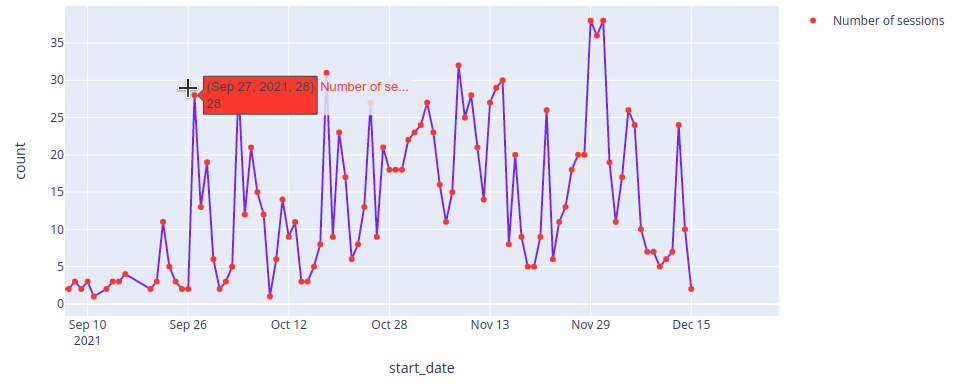 Number of sessions
35
30
25
20
15
10
5
0
count
(Sep 27, 2021, 28) Number of se...
28
Sep 10
2021
Sep 26
Oct 12
Oct 28
Nov 13
Nov 29
Dec 15
start_date